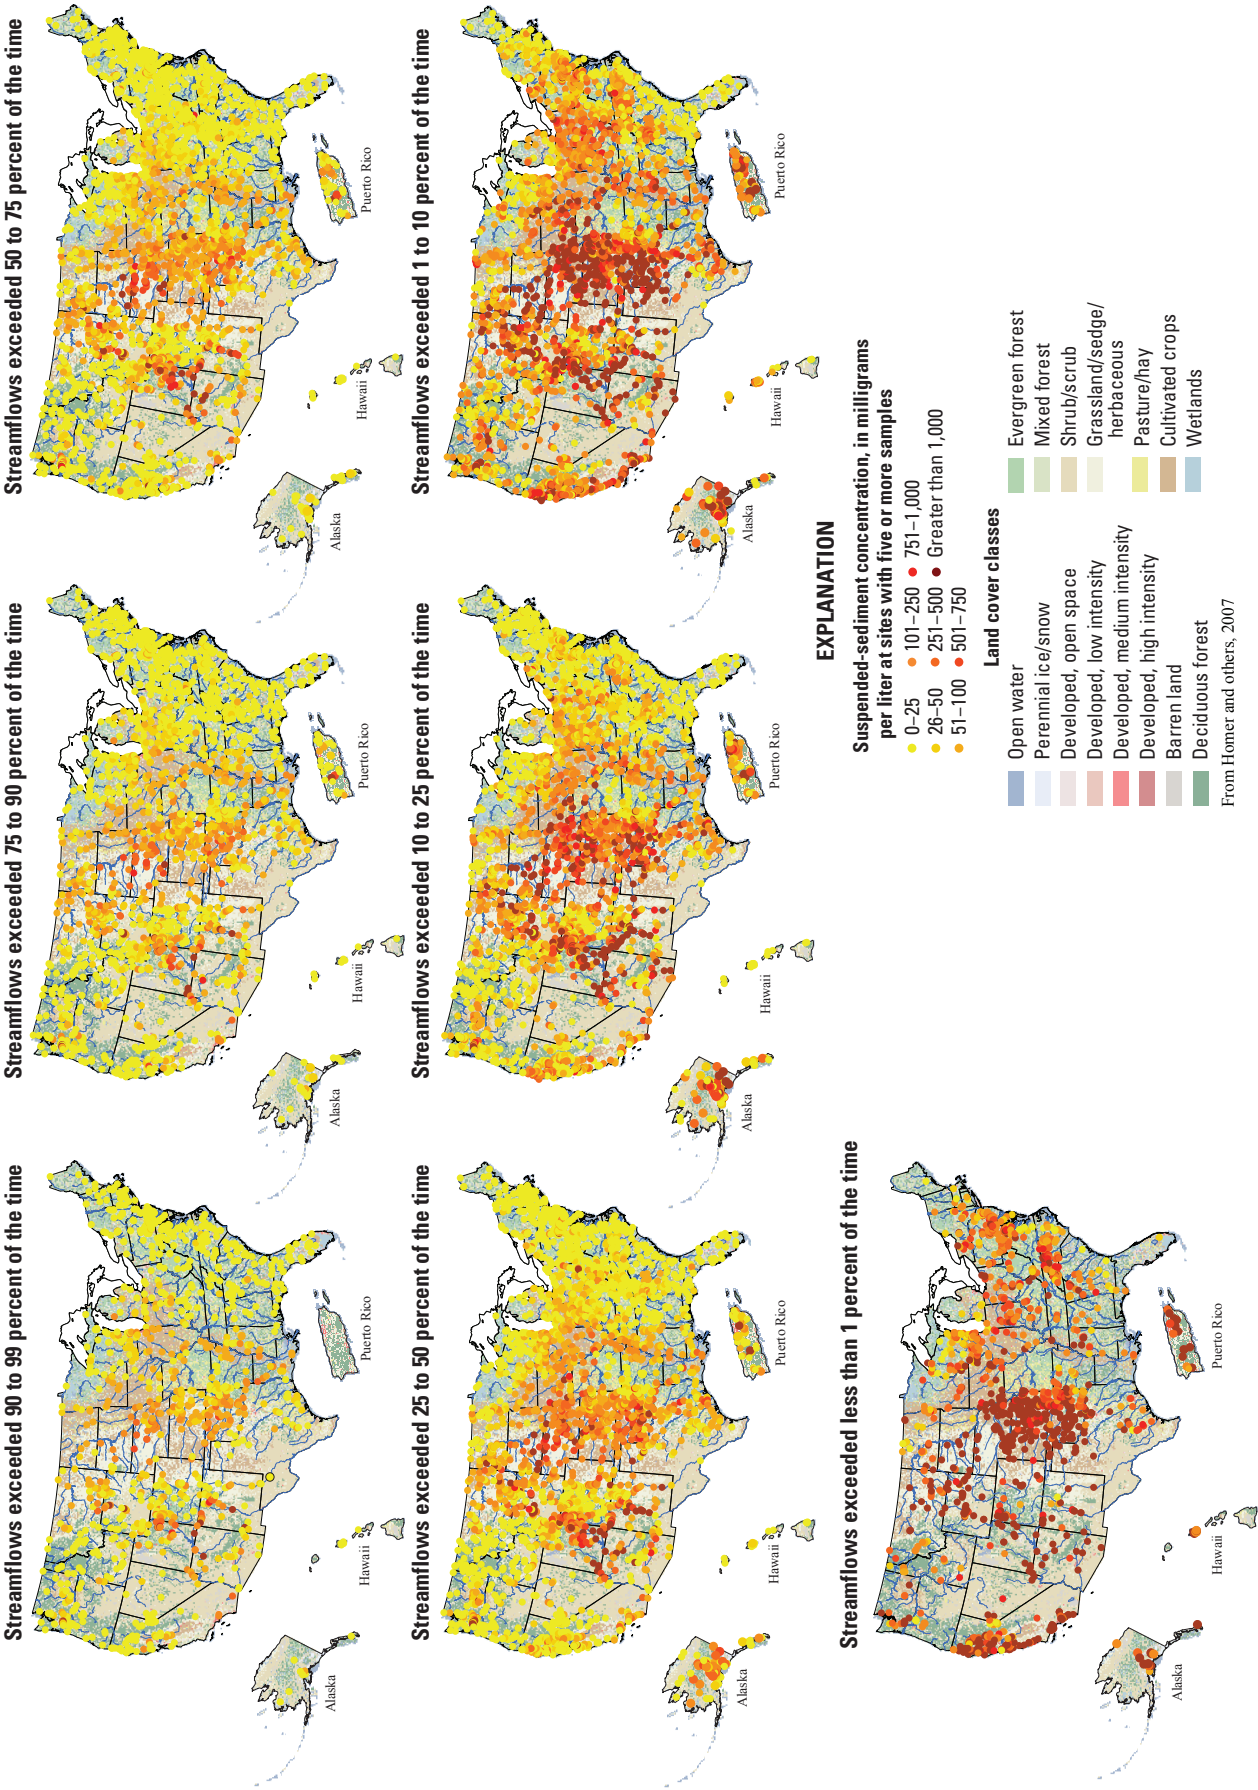 Streamflows exceeded 90 to 99 percent of the time
Alaska
Hawaii
Puerto Rico
Streamflows exceeded 75 to 90 percent of the time
Alaska
Hawaii
Puerto Rico
Streamflows exceeded 50 to 75 percent of the time
Alaska
Hawaii
Puerto Rico
Streamflows exceeded 25 to 50 percent of the time
Alaska
Hawaii
Puerto Rico
Streamflows exceeded 10 to 25 percent of the time
Alaska
Hawaii
Puerto Rico
Streamflows exceeded 1 to 10 percent of the time
Alaska
Hawaii
Puerto Rico
Streamflows exceeded less than 1 percent of the time
Alaska
Hawaii
Puerto Rico
EXPLANATION
Suspended-sediment concentration, in milligrams
per liter at sites with five or more samples
0–25
26–50
51–100
101–250
251–500
501–750
751–1,000
Greater than 1,000
Land cover classes
Open water
Perennial ice/snow
Developed, open space
Developed, low intensity
Developed, medium intensity
Developed, high intensity
Barren land
Deciduous forest
Evergreen forest
Mixed forest
Shrub/scrub
Grassland/sedge/
herbaceous
Pasture/hay
Cultivated crops
Wetlands
From Homer and others, 2007